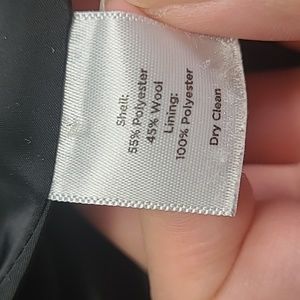 Shell:
55% Polyester
45% Wool
Lining:
100% Polyester
Dry Clean